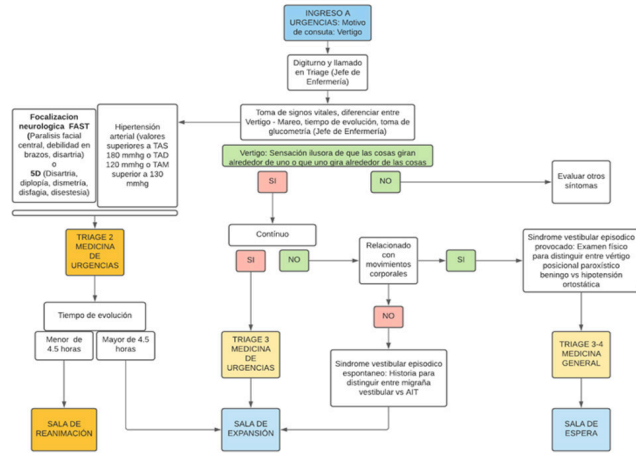 INGRESO A
URGENCIAS: Motivo
de consuta: Vertigo
Digiturno y llamado
en Triage (Jefe de
Enfermería)
Toma de signos vitales, diferenciar entre
Vertigo - Mareo, tiempo de evolución, toma de
glucometría (Jefe de Enfermería)
Focalizacion
neurologica FAST
(Paralisis facial
central, debilidad en
brazos, disartria)
o
5D (Disartria,
diplopía, dismetría,
disfagia, disestesia)
Hipertensión
arterial (valores
superiores a TAS
180 mmhg o TAD
120 mmhg o TAM
superior a 130
mmhg
Vértigo: Sensación ilusora de que las cosas giran
alrededor de uno o que uno gira alrededor de las cosas
SI
NO
Evaluar otros
síntomas
TRIAGE 2
MEDICINA
DE
URGENCIAS
Contínuo
SI
NO
Relacionado
con
movimientos
corporales
SI
Sindrome vestibular episodico
provocado: Examen físico
para distinguir entre vértigo
posicional paroxístico
beningo vs hipotensión
ortostática
NO
Tiempo de evolución
Menor de
4.5 horas
Mayor de 4.5
horas
TRIAGE 3
MEDICINA
DE
URGENCIAS
Sindrome vestibular episodico
espontaneo: Historia para
distinguir entre migraña
vestibular vs AIT
TRIAGE 3-4
MEDICINA
GENERAL
SALA DE
REANIMACIÓN
SALA DE
EXPANSIÓN
SALA DE
ESPERA